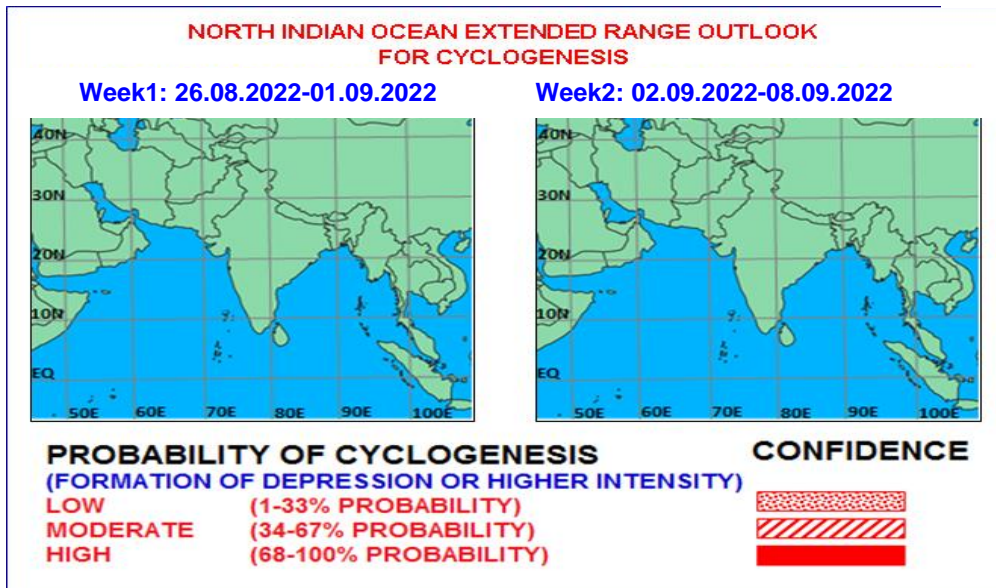 NORTH INDIAN OCEAN EXTENDED RANGE OUTLOOK
FOR CYCLOGENESIS
Week1: 26.08.2022-01.09.2022
40N
30N
20N
10N
EQ
50E 60E 70E 80E 90E 100E
Week2: 02.09.2022-08.09.2022
40N
30N
20N
10N
EQ
50E 60E 70E 80E 90E 100E
PROBABILITY OF CYCLOGENESIS CONFIDENCE
(FORMATION OF DEPRESSION OR HIGHER INTENSITY)
LOW (1-33% PROBABILITY)
MODERATE (34-67% PROBABILITY)
HIGH (68-100% PROBABILITY)